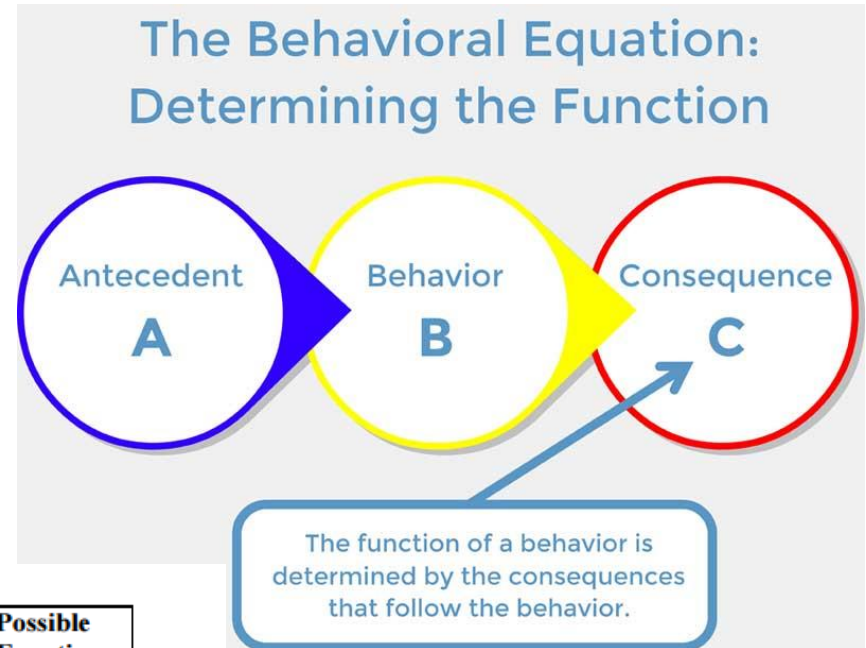 The Behavioral Equation:
Determining the Function
Antecedent
A
Behavior
B
Consequence
C
The function of a behavior is
determined by the consequences
that follow the behavior.
Possible